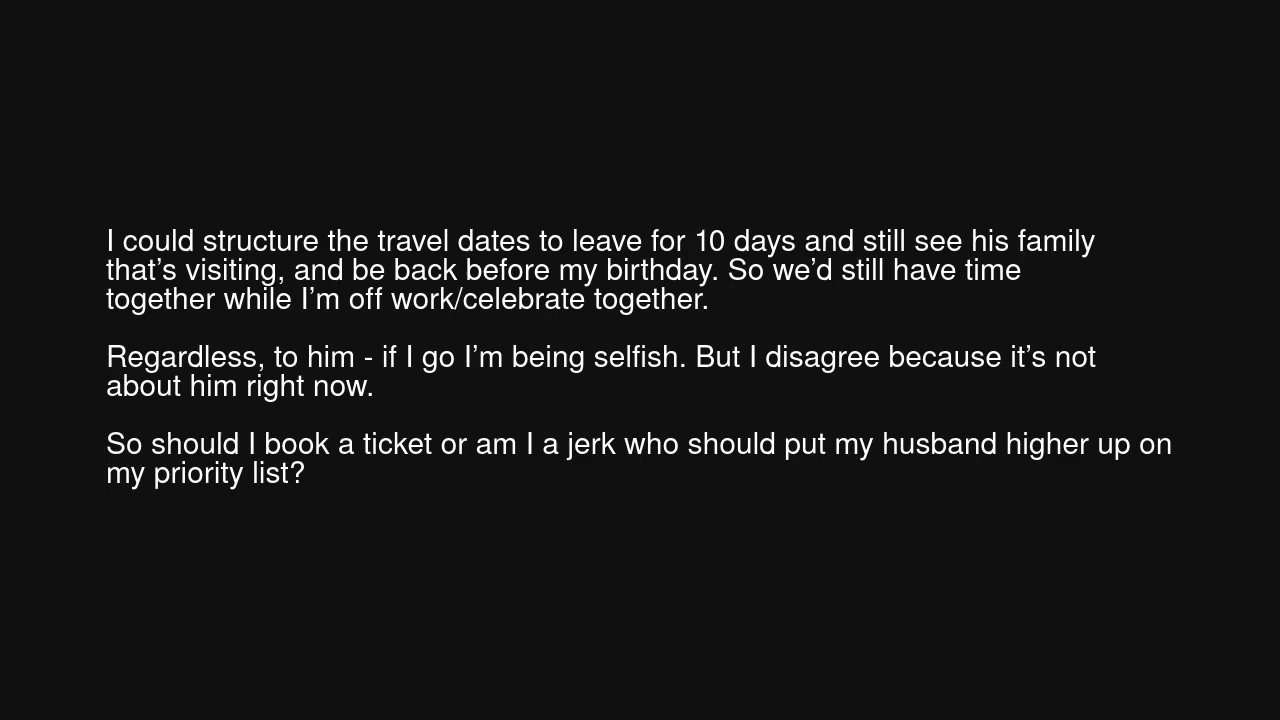 I could structure the travel dates to leave for 10 days and still see his family
that’s visiting, and be back before my birthday. So we’d still have time
together while I’m off work/celebrate together.
Regardless, to him - if I go I’m being selfish. But I disagree because it’s not
about him right now.
So should I book a ticket or am I a jerk who should put my husband higher up on
my priority list?